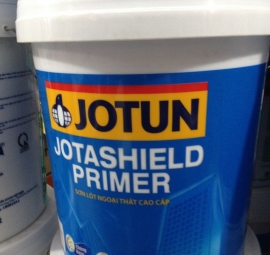 JOTUN
JOTASHIELD
PRIMER
SƠN LÓT NGOẠI THẤT CAO CẤP